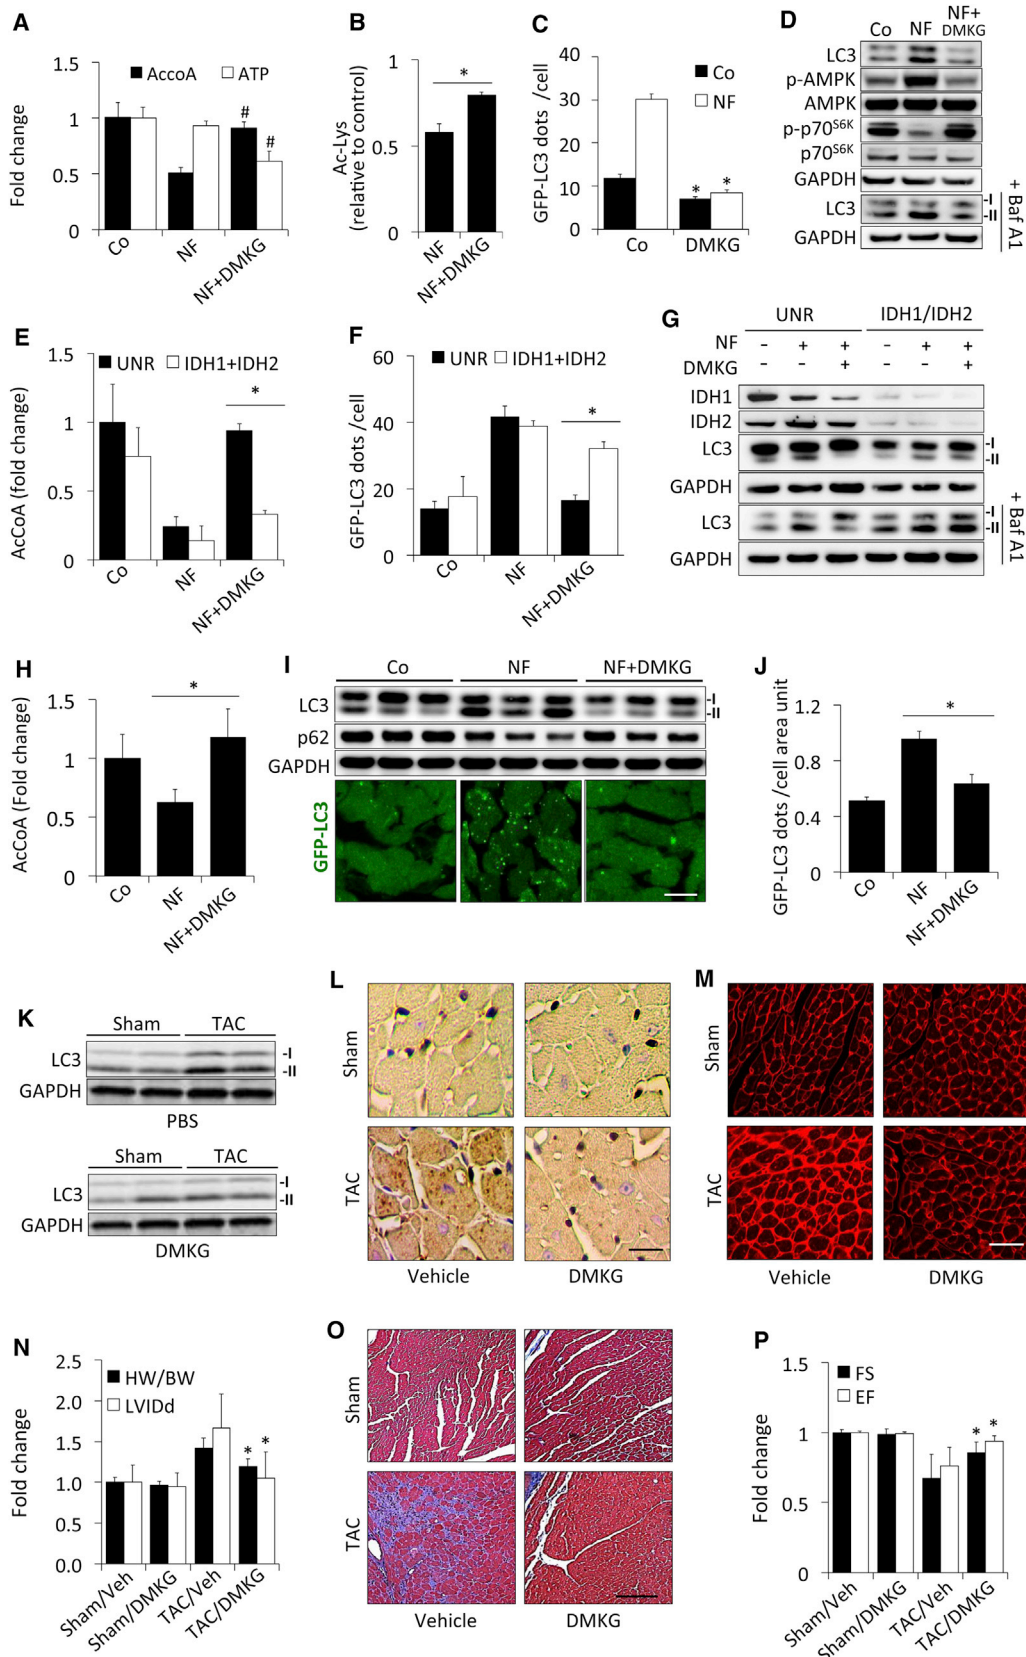 A
AccoA
ATP
Fold change
1.5
1
0.5
0
#
#
Co
NF
NF+DMKG
B
Ac-Lys
(relative to control)
1
0.5
0
*
NF
NF+DMKG
C
GFP-LC3 dots /cell
40
30
20
10
0
Co
NF
* *
Co
DMKG
D
Co
NF
NF+
DMKG
LC3
p-AMPK
AMPK
p-p70S6K
p70S6K
GAPDH
LC3
-I
-II
GAPDH
+ Baf A1
E
UNR
IDH1+IDH2
AcCoA (fold change)
1.5
1
0.5
0
*
Co
NF
NF+DMKG
F
UNR
IDH1+IDH2
GFP-LC3 dots /cell
60
40
20
0
*
Co
NF
NF+DMKG
G
UNR
IDH1/IDH2
NF - + + - + +
DMKG - - + - - +
IDH1
IDH2
LC3
-I
-II
GAPDH
LC3
-I
-II
GAPDH
+ Baf A1
H
AcCoA (Fold change)
1.5
1
0.5
0
*
Co
NF
NF+DMKG
I
Co
NF
NF+DMKG
LC3
-I
-II
p62
GAPDH
GFP-LC3
J
GFP-LC3 dots /cell area unit
1.2
0.8
0.4
0
*
Co
NF
NF+DMKG
K
Sham
TAC
LC3
-I
-II
GAPDH
PBS
Sham
TAC
LC3
-I
-II
GAPDH
DMKG
L
Sham
TAC
Vehicle
DMKG
M
Sham
TAC
Vehicle
DMKG
N
HW/BW
LVIDd
Fold change
2.5
2.0
1.5
1.0
0.5
0.0
* *
Sham/Veh
Sham/DMKG
TAC/Veh
TAC/DMKG
O
Sham
TAC
Vehicle
DMKG
P
FS
EF
Fold change
1.5
1
0.5
0
* *
Sham/Veh
Sham/DMKG
TAC/Veh
TAC/DMKG